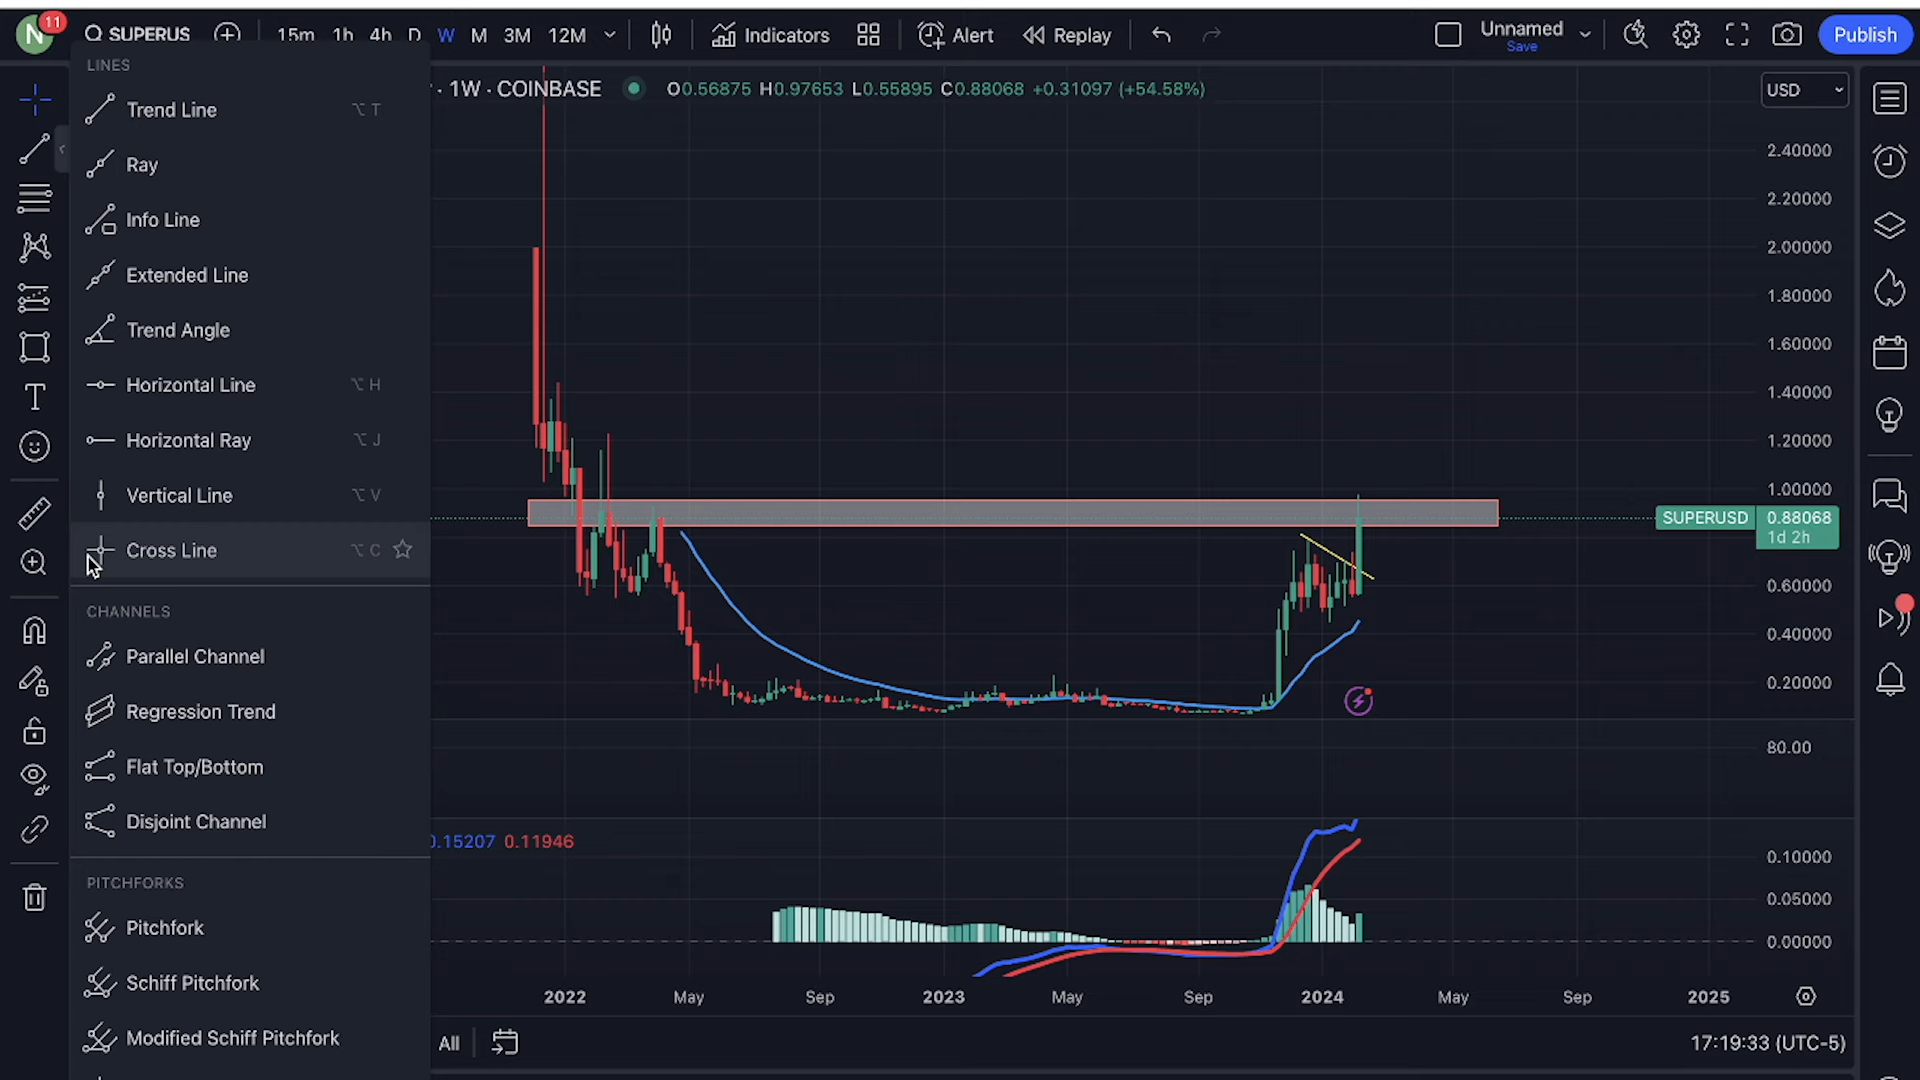 N
11
SUPERUS
15m 1h 4h D W M 3M 12M
Indicators
Alert
Replay
Unnamed
Save
Publish
LINES
Trend Line ⌥ T
Ray
Info Line
Extended Line
Trend Angle
Horizontal Line ⌥ H
Horizontal Ray ⌥ J
Vertical Line ⌥ V
Cross Line ⌥ C
CHANNELS
Parallel Channel
Regression Trend
Flat Top/Bottom
Disjoint Channel
PITCHFORKS
Pitchfork
Schiff Pitchfork
Modified Schiff Pitchfork
T
· 1W · COINBASE
O0.56875 H0.97653 L0.55895 C0.88068 +0.31097 (+54.58%)
USD
2.40000
2.20000
2.00000
1.80000
1.60000
1.40000
1.20000
1.00000
SUPERUSD 0.88068
1d 2h
0.60000
0.40000
0.20000
80.00
0.15207 0.11946
0.10000
0.05000
0.00000
2022 May Sep 2023 May Sep 2024 May Sep 2025
All
17:19:33 (UTC-5)